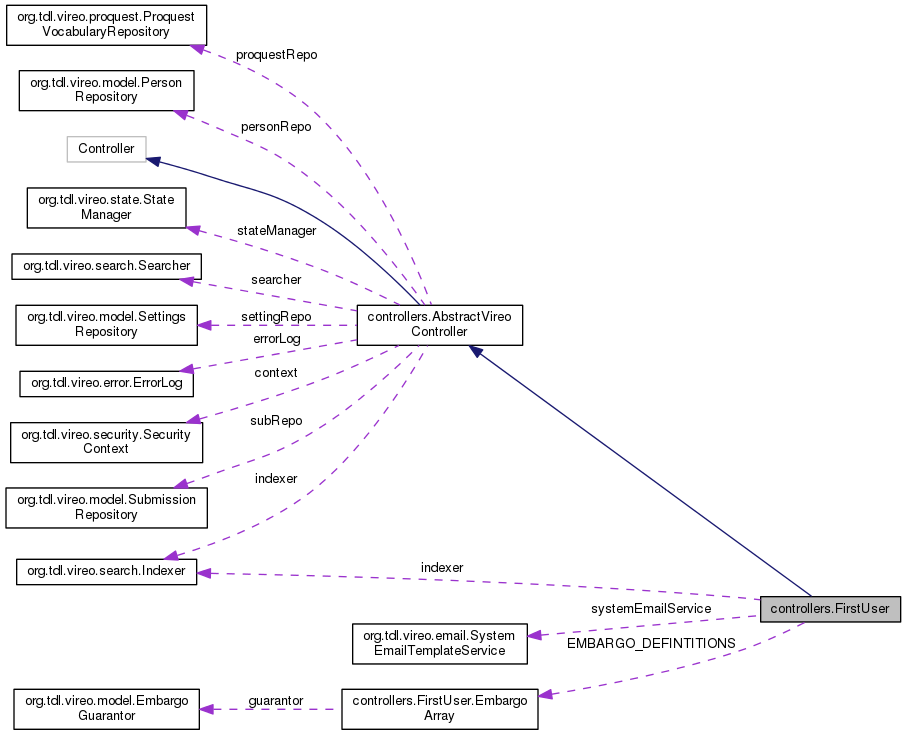 org.tdl.vireo.proquest.Proquest
VocabularyRepository
proquestRepo
org.tdl.vireo.model.Person
Repository
personRepo
Controller
org.tdl.vireo.state.State
Manager
stateManager
org.tdl.vireo.search.Searcher
searcher
org.tdl.vireo.model.Settings
Repository
settingRepo
controllers.AbstractVireo
Controller
errorLog
org.tdl.vireo.error.ErrorLog
context
org.tdl.vireo.security.Security
Context
subRepo
org.tdl.vireo.model.Submission
Repository
indexer
org.tdl.vireo.search.Indexer
indexer
controllers.FirstUser
systemEmailService
org.tdl.vireo.email.System
EmailTemplateService
EMBARGO_DEFINTITIONS
org.tdl.vireo.model.Embargo
Guarantor
guarantor
controllers.FirstUser.Embargo
Array